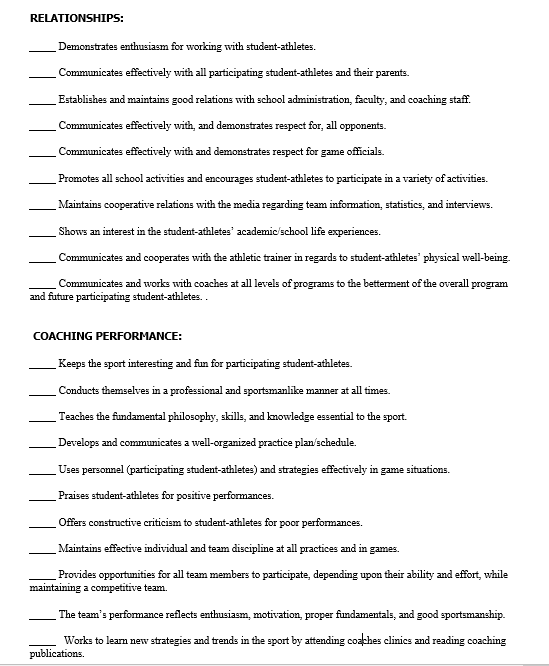 RELATIONSHIPS:
_____ Demonstrates enthusiasm for working with student-athletes.
_____ Communicates effectively with all participating student-athletes and their parents.
_____ Establishes and maintains good relations with school administration, faculty, and coaching staff.
_____ Communicates effectively with, and demonstrates respect for, all opponents.
_____ Communicates effectively with and demonstrates respect for game officials.
_____ Promotes all school activities and encourages student-athletes to participate in a variety of activities.
_____ Maintains cooperative relations with the media regarding team information, statistics, and interviews.
_____ Shows an interest in the student-athletes’ academic/school life experiences.
_____ Communicates and cooperates with the athletic trainer in regards to student-athletes’ physical well-being.
_____ Communicates and works with coaches at all levels of programs to the betterment of the overall program
and future participating student-athletes. .
COACHING PERFORMANCE:
_____ Keeps the sport interesting and fun for participating student-athletes.
_____ Conducts themselves in a professional and sportsmanlike manner at all times.
_____ Teaches the fundamental philosophy, skills, and knowledge essential to the sport.
_____ Develops and communicates a well-organized practice plan/schedule.
_____ Uses personnel (participating student-athletes) and strategies effectively in game situations.
_____ Praises student-athletes for positive performances.
_____ Offers constructive criticism to student-athletes for poor performances.
_____ Maintains effective individual and team discipline at all practices and in games.
_____ Provides opportunities for all team members to participate, depending upon their ability and effort, while
maintaining a competitive team.
_____ The team’s performance reflects enthusiasm, motivation, proper fundamentals, and good sportsmanship.
_____ Works to learn new strategies and trends in the sport by attending coaches clinics and reading coaching
publications.